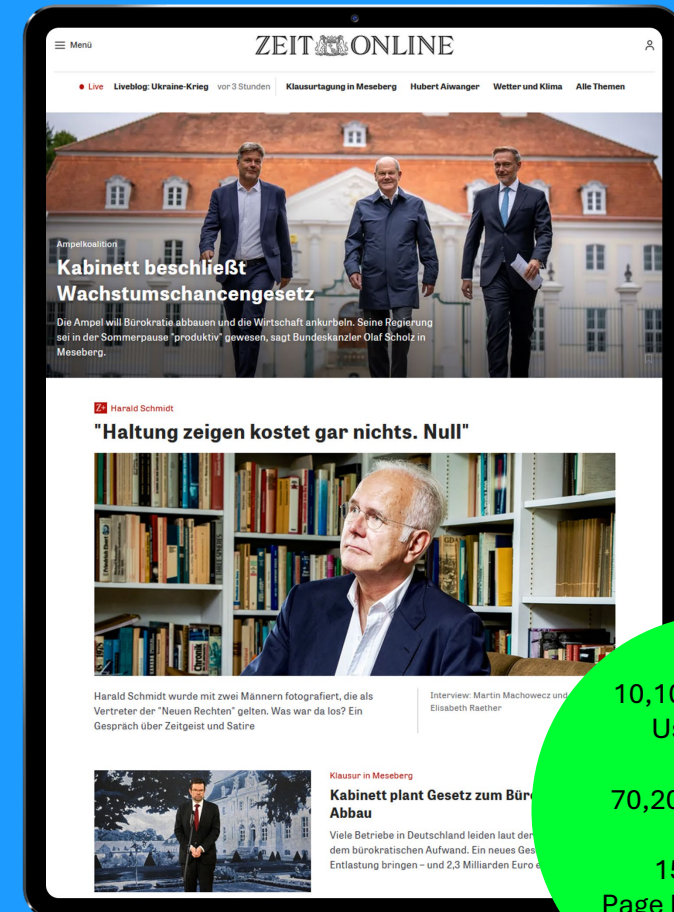 Menü
ZEIT ONLINE
Live Liveblog: Ukraine-Krieg vor 3 Stunden Klausurtagung in Meseberg Hubert Aiwanger Wetter und Klima Alle Themen
Ampelkoalition
Kabinett beschließt
Wachstumschancengesetz
Die Ampel will Bürokratie abbauen und die Wirtschaft ankurbeln. Seine Regierung
sei in der Sommerpause "produktiv" gewesen, sagt Bundeskanzler Olaf Scholz in
Meseberg.
Z+ Harald Schmidt
"Haltung zeigen kostet gar nichts. Null"
Harald Schmidt wurde mit zwei Männern fotografiert, die als
Vertreter der "Neuen Rechten" gelten. Was war da los? Ein
Gespräch über Zeitgeist und Satire
Interview: Martin Machowecz und
Elisabeth Raether
Klausur in Meseberg
Kabinett plant Gesetz zum
Abbau
Viele Betriebe in Deutschland leiden laut
dem bürokratischen Aufwand. Ein neues
Entlastung bringen – und 2,3 Milliarden Euro
10,10
70,20
15
Page